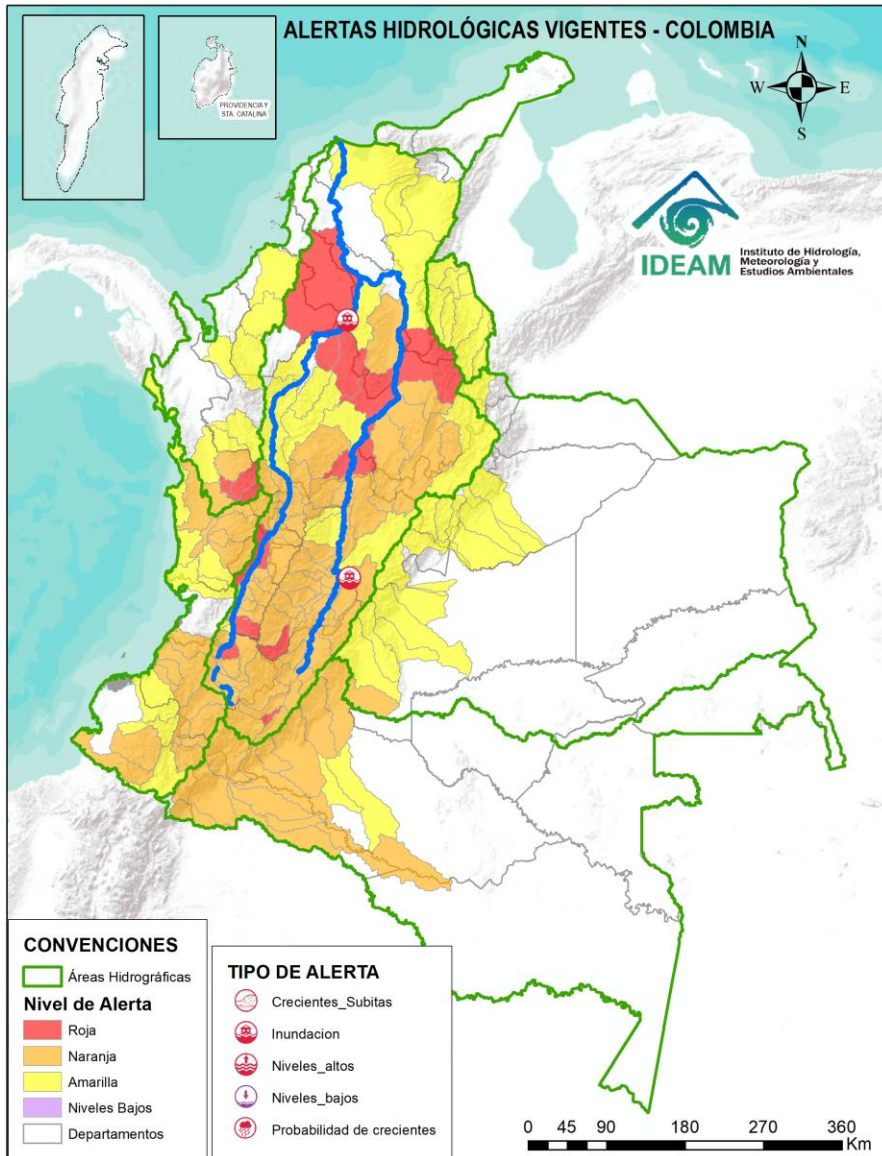 ALERTAS HIDROLÓGICAS VIGENTES - COLOMBIA
PROVIDENCIA Y
STA. CATALINA
N
W
E
S
IDEAM
Instituto de Hidrología,
Meteorología y
Estudios Ambientales
CONVENCIONES
Áreas Hidrográficas
Nivel de Alerta
Roja
Naranja
Amarilla
Niveles Bajos
Departamentos
TIPO DE ALERTA
Crecientes_Subitas
Inundacion
Niveles_altos
Niveles_bajos
Probabilidad de crecientes
0 45 90 180 270 360
Km